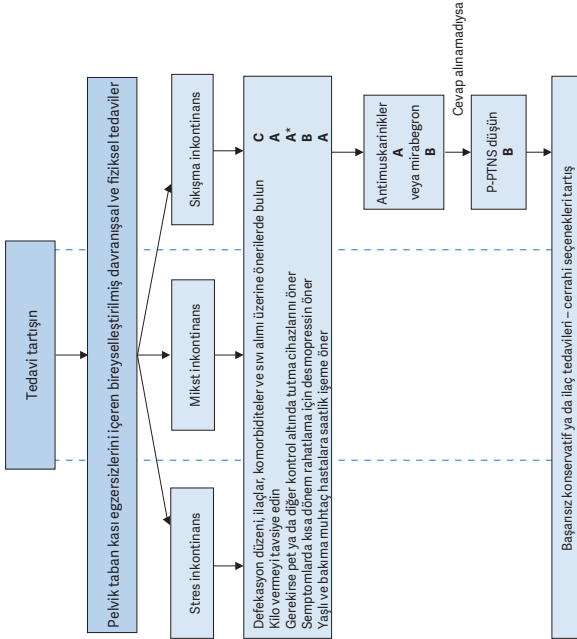 Tedavi tartışın
Pelvik taban kası egzersizlerini içeren bireyselleştirilmiş davranışsal ve fiziksel tedaviler
Stres inkontinans
Mikst inkontinans
Sıkışma inkontinans
Defekasyon düzeni, ilaçlar, komorbiditeler ve sıvı alımı üzerine önerilerde bulun C
Kilo vermeyi tavsiye edin A
Gerekirse pet ya da diğer kontrol altında tutma cihazlarını öner A*
Semptomlarda kısa dönem rahatlama için desmopressin öner B
Yaşlı ve bakıma muhtaç hastalara saatlik işeme öner A
Antimuskarinikler
A
veya mirabegron
B
Cevap alınamadıysa
P-PTNS düşün
B
Başarısız konservatif ya da ilaç tedavileri – cerrahi seçenekleri tartış